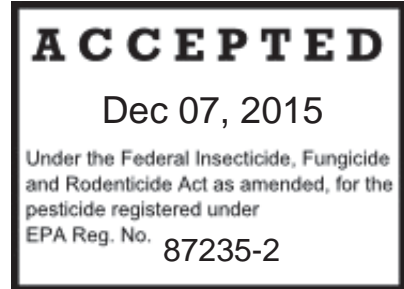 ACCEPTED
Dec 07, 2015
Under the Federal Insecticide, Fungicide
and Rodenticide Act as amended, for the
pesticide registered under
EPA Reg. No. 87235-2